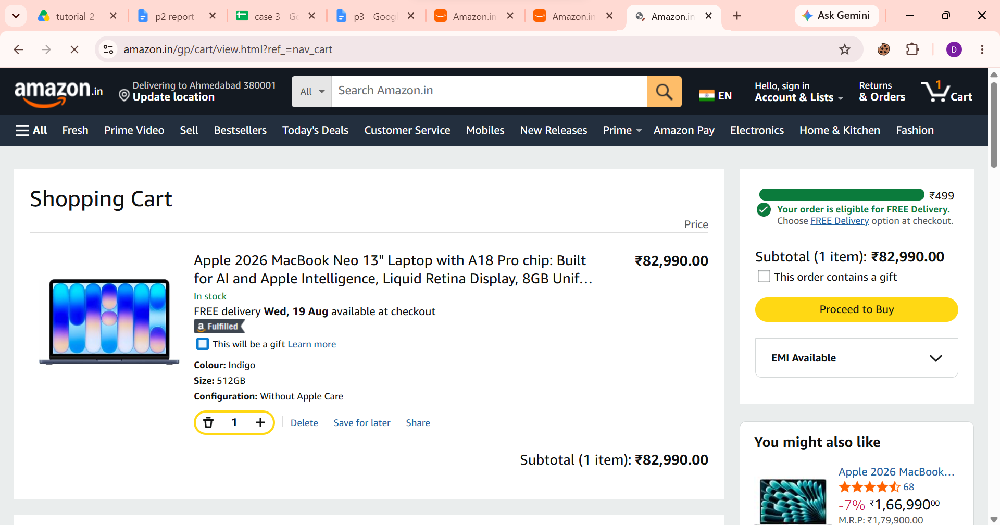 tutorial-2
p2 report -
case 3 - Go
p3 - Goog
Amazon.in
Amazon.in
Amazon.in
Ask Gemini
amazon.in/gp/cart/view.html?ref_=nav_cart
D
amazon.in
Delivering to Ahmedabad 380001
Update location
All
Search Amazon.in
EN
Hello, sign in
Account & Lists
Returns
& Orders
1
Cart
All
Fresh
Prime Video
Sell
Bestsellers
Today's Deals
Customer Service
Mobiles
New Releases
Prime
Amazon Pay
Electronics
Home & Kitchen
Fashion
Shopping Cart
Price
Apple 2026 MacBook Neo 13" Laptop with A18 Pro chip: Built
for AI and Apple Intelligence, Liquid Retina Display, 8GB Unif…
₹82,990.00
In stock
FREE delivery Wed, 19 Aug available at checkout
a Fulfilled
This will be a gift Learn more
Colour: Indigo
Size: 512GB
Configuration: Without Apple Care
1
Delete
Save for later
Share
Subtotal (1 item): ₹82,990.00
₹499
Your order is eligible for FREE Delivery.
Choose FREE Delivery option at checkout.
Subtotal (1 item): ₹82,990.00
This order contains a gift
Proceed to Buy
EMI Available
You might also like
Apple 2026 MacBook…
68
-7% ₹1,66,99000
M.R.P: ₹1,79,900.00